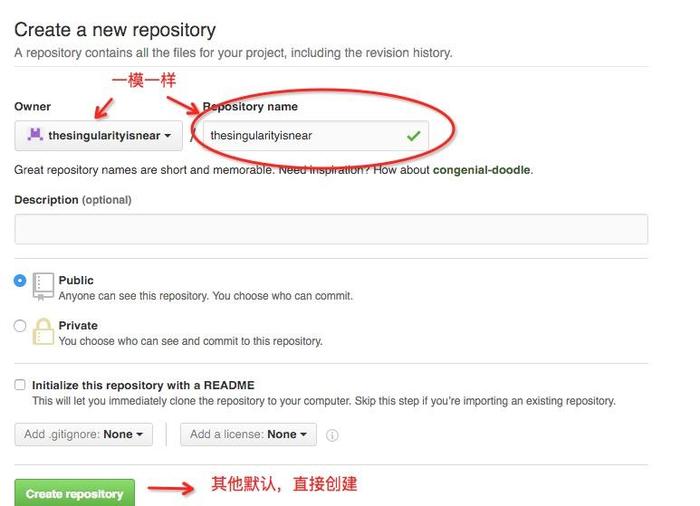 Create a new repository
A repository contains all the files for your project, including the revision history.
一模一样
Owner
Repository name
thesingularityisnear / thesingularityisnear
Great repository names are short and memorable. Need inspiration? How about congenial-doodle.
Description (optional)
Public
Anyone can see this repository. You choose who can commit.
Private
You choose who can see and commit to this repository.
Initialize this repository with a README
This will let you immediately clone the repository to your computer. Skip this step if you're importing an existing repository.
Add .gitignore: None
Add a license: None
Create repository
其他默认，直接创建